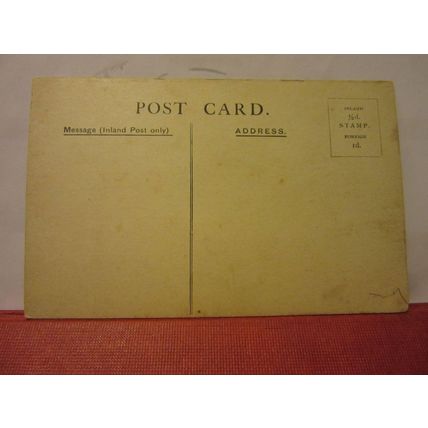 POST CARD.
Message (Inland Post only)
ADDRESS.
INLAND
½d.
STAMP.
FOREIGN
1d.